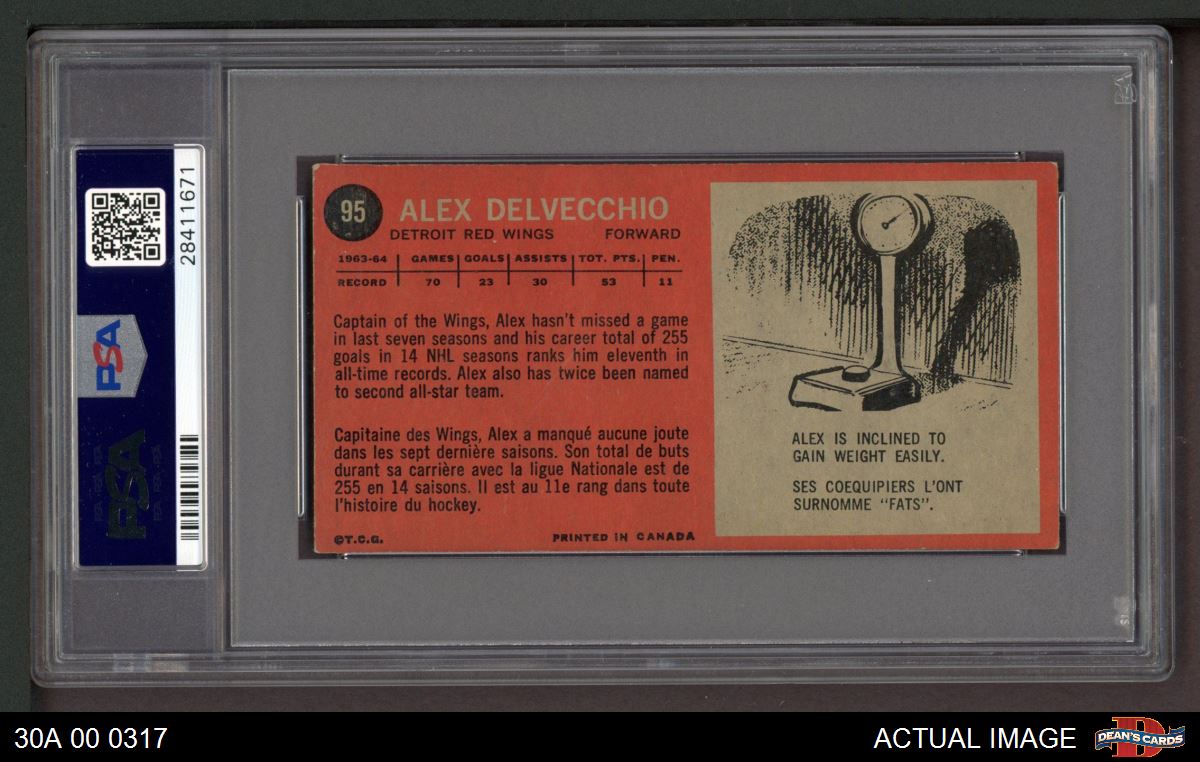 28411671
PSA
PSA
95
ALEX DELVECCHIO
DETROIT RED WINGS FORWARD
1963-64 GAMES GOALS ASSISTS TOT. PTS. PEN.
RECORD 70 23 30 53 11
Captain of the Wings, Alex hasn't missed a game
in last seven seasons and his career total of 255
goals in 14 NHL seasons ranks him eleventh in
all-time records. Alex also has twice been named
to second all-star team.
Capitaine des Wings, Alex a manqué aucune joute
dans les sept dernière saisons. Son total de buts
durant sa carrière avec la ligue Nationale est de
255 en 14 saisons. Il est au 11e rang dans toute
l'histoire du hockey.
©T.C.G. PRINTED IN CANADA
ALEX IS INCLINED TO
GAIN WEIGHT EASILY.
SES COEQUIPIERS L'ONT
SURNOMME "FATS".
30A 00 0317
ACTUAL IMAGE
DEAN'S CARDS